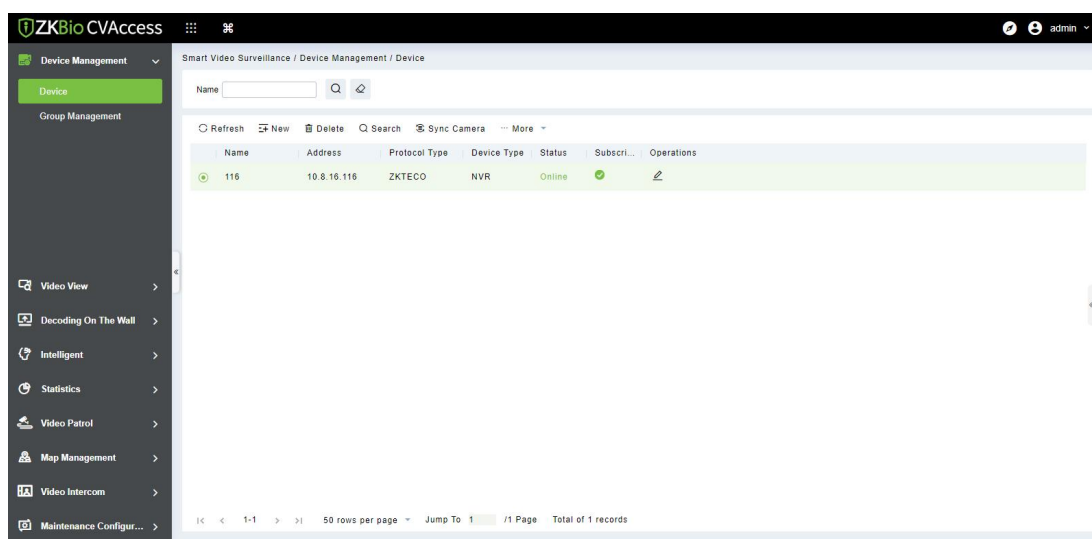 ZKBio CVAccess
admin
Device Management
Device
Group Management
Video View
Decoding On The Wall
Intelligent
Statistics
Video Patrol
Map Management
Video Intercom
Maintenance Configur...
Smart Video Surveillance / Device Management / Device
Name
Refresh New Delete Search Sync Camera ··· More
Name Address Protocol Type Device Type Status Subscri... Operations
116 10.8.16.116 ZKTECO NVR Online
1-1 50 rows per page Jump To 1 /1 Page Total of 1 records